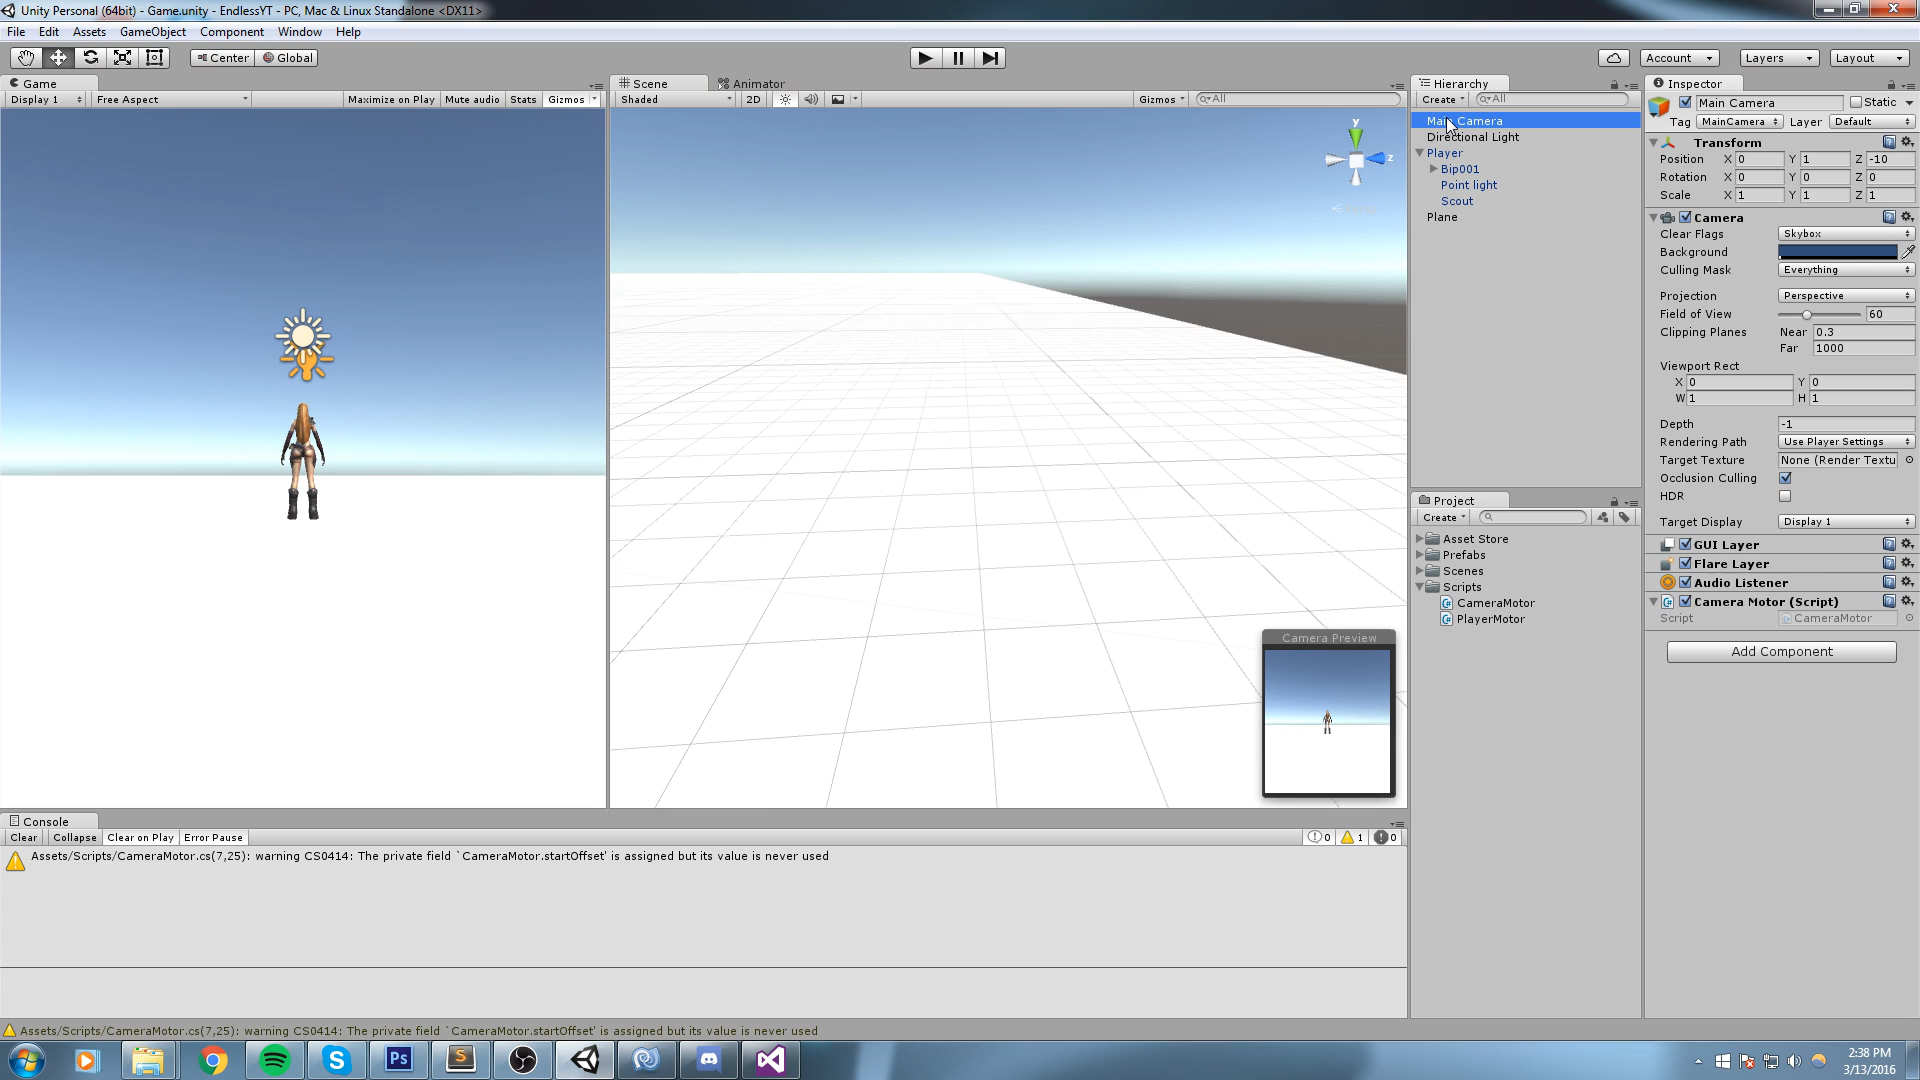 Unity Personal (64bit) - Game.unity - EndlessYT - PC, Mac & Linux Standalone <DX11>
File Edit Assets GameObject Component Window Help
Center Global Account Layers Layout
Game
Display 1 Free Aspect Maximize on Play Mute audio Stats Gizmos
Scene Animator
Shaded 2D Gizmos All
y
z
Hierarchy
Create All
Main Camera
Directional Light
Player
Bip001
Point light
Scout
Plane
Project
Create
Asset Store
Prefabs
Scenes
Scripts
CameraMotor
PlayerMotor
Inspector
Main Camera Static
Tag MainCamera Layer Default
Transform
Position X 0 Y 1 Z -10
Rotation X 0 Y 0 Z 0
Scale X 1 Y 1 Z 1
Camera
Clear Flags Skybox
Background
Culling Mask Everything
Projection Perspective
Field of View 60
Clipping Planes Near 0.3
Far 1000
Viewport Rect
X 0 Y 0
W 1 H 1
Depth -1
Rendering Path Use Player Settings
Target Texture None (Render Textu
Occlusion Culling
HDR
Target Display Display 1
GUI Layer
Flare Layer
Audio Listener
Camera Motor (Script)
Script CameraMotor
Add Component
Camera Preview
Console
Clear Collapse Clear on Play Error Pause 0 1 0
Assets/Scripts/CameraMotor.cs(7,25): warning CS0414: The private field `CameraMotor.startOffset' is assigned but its value is never used
Assets/Scripts/CameraMotor.cs(7,25): warning CS0414: The private field `CameraMotor.startOffset' is assigned but its value is never used
Ps S
2:38 PM
3/13/2016